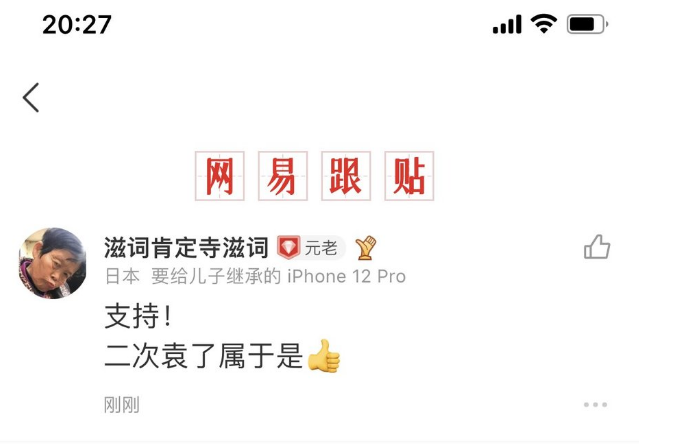 20:27
网易跟贴
滋词肯定寺滋词 元老
日本 要给儿子继承的 iPhone 12 Pro
支持！
二次袁了属于是👍
刚刚